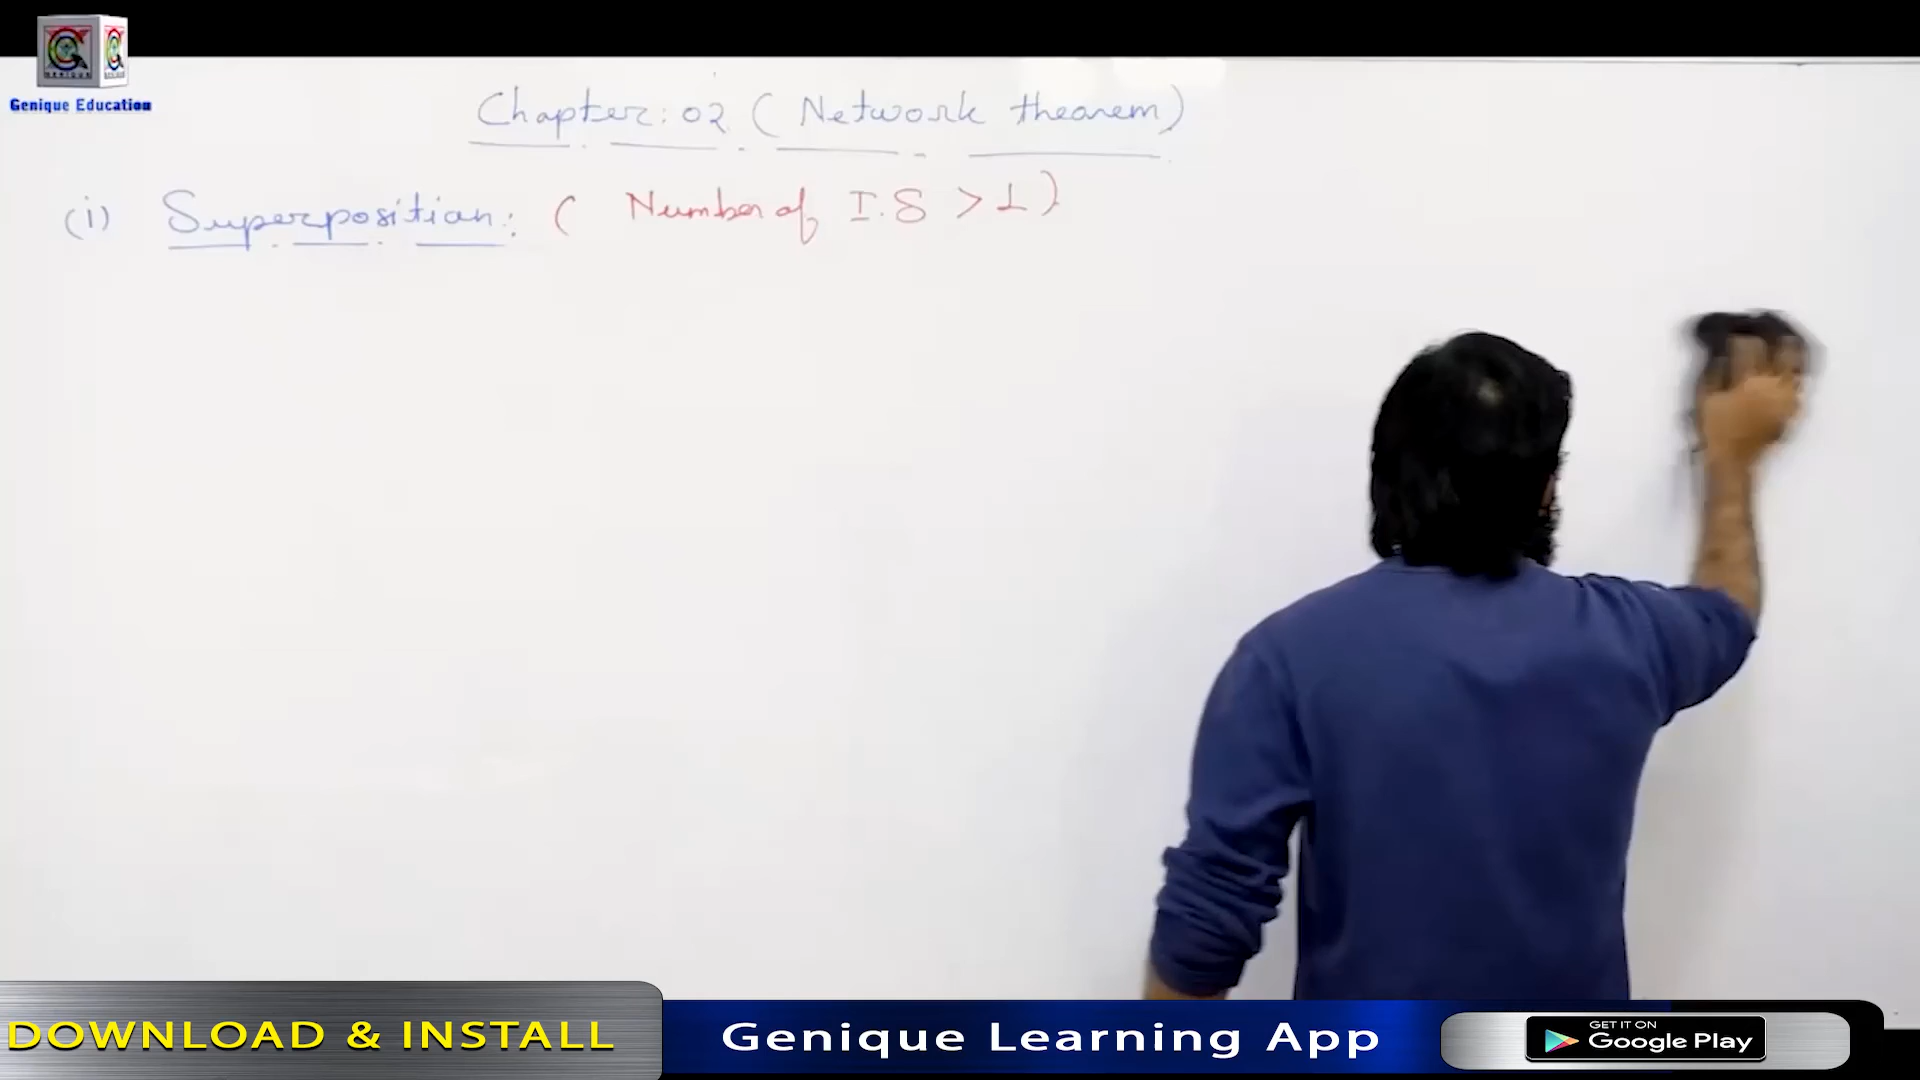 GENIQUE
Genique Education
Chapter: 02 (Network theorem)
(i) Superposition: ( Number of I.S > 1)
DOWNLOAD & INSTALL
Genique Learning App
GET IT ON
Google Play